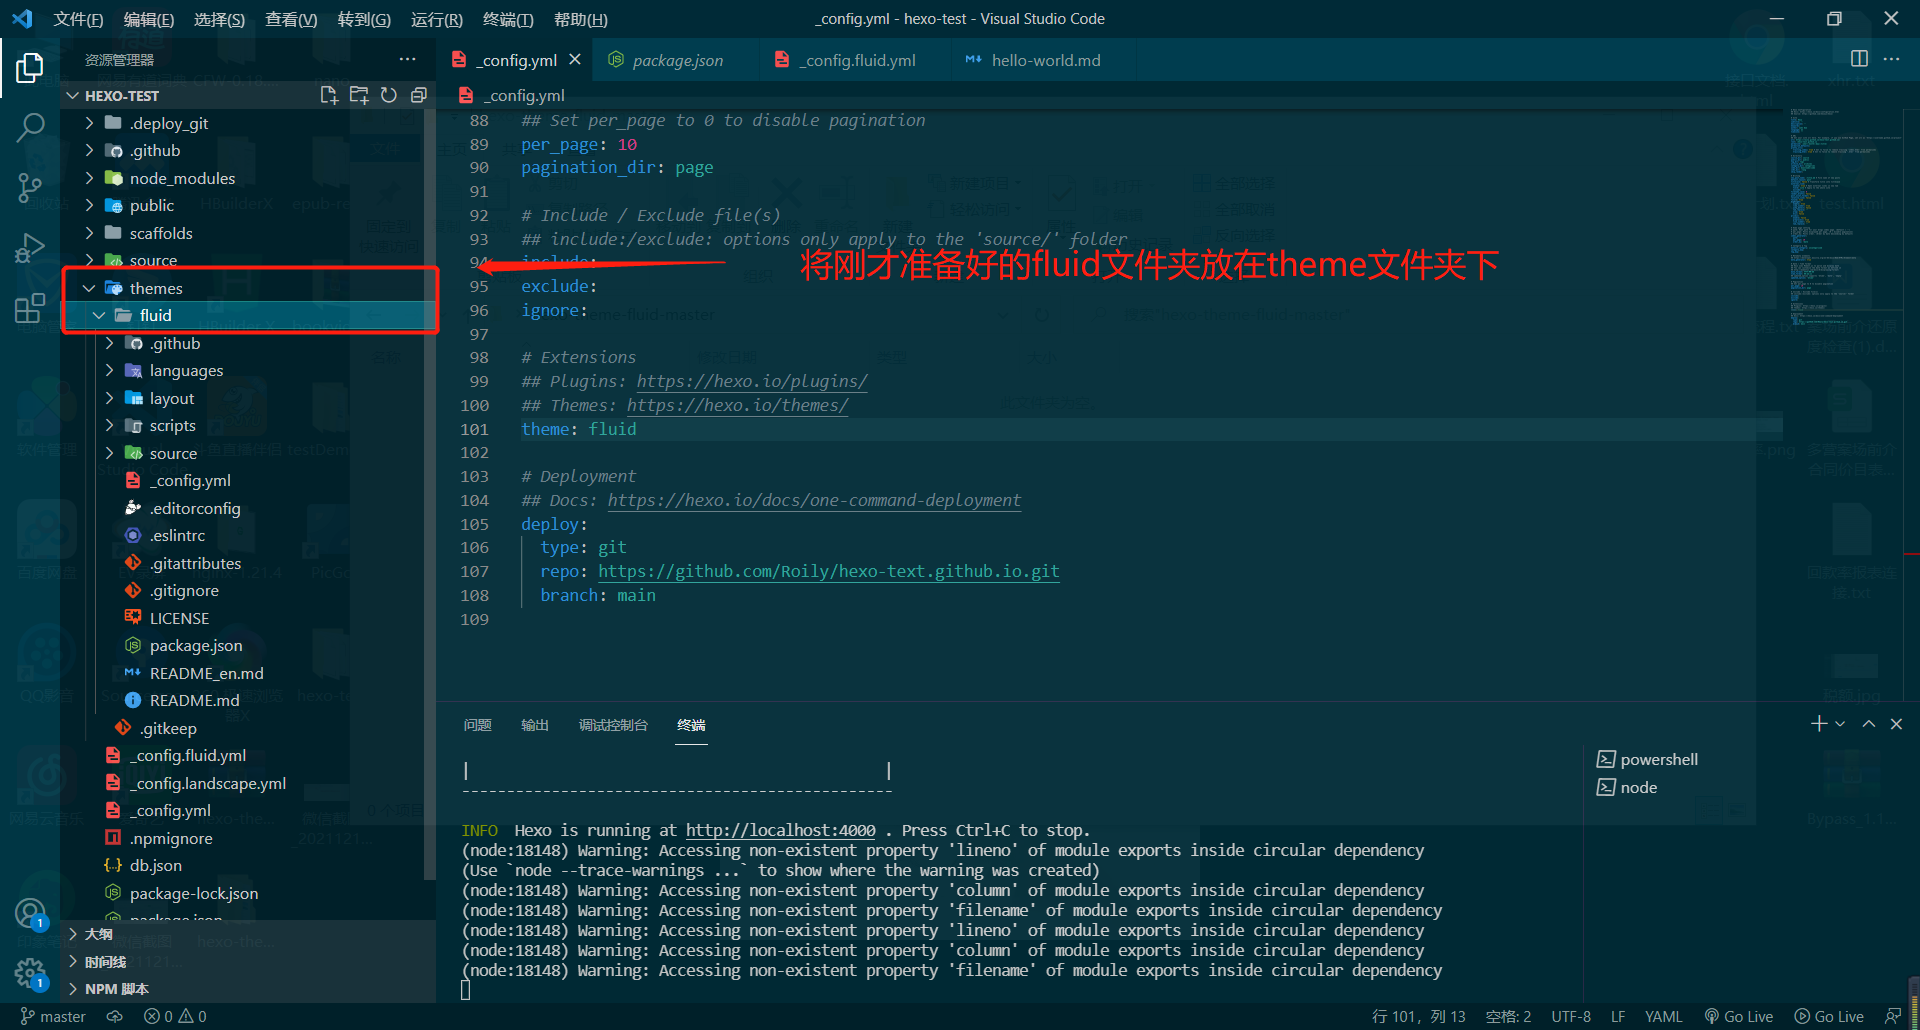 文件(F) 编辑(E) 选择(S) 查看(V) 转到(G) 运行(R) 终端(T) 帮助(H)
_config.yml - hexo-test - Visual Studio Code
资源管理器
HEXO-TEST
.deploy_git
.github
node_modules
public
scaffolds
source
themes
fluid
.github
languages
layout
scripts
source
_config.yml
.editorconfig
.eslintrc
.gitattributes
.gitignore
LICENSE
package.json
README_en.md
README.md
.gitkeep
_config.fluid.yml
_config.landscape.yml
_config.yml
.npmignore
db.json
package-lock.json
package.json
大纲
时间线
NPM 脚本
_config.yml package.json _config.fluid.yml hello-world.md
_config.yml
88 ## Set per_page to 0 to disable pagination
89 per_page: 10
90 pagination_dir: page
91
92 # Include / Exclude file(s)
93 ## include:/exclude: options only apply to the 'source/' folder
94 include:
将刚才准备好的fluid文件夹放在theme文件夹下
95 exclude:
96 ignore:
97
98 # Extensions
99 ## Plugins: https://hexo.io/plugins/
100 ## Themes: https://hexo.io/themes/
101 theme: fluid
102
103 # Deployment
104 ## Docs: https://hexo.io/docs/one-command-deployment
105 deploy:
106 type: git
107 repo: https://github.com/Roily/hexo-text.github.io.git
108 branch: main
109
问题 输出 调试控制台 终端
powershell
node
INFO Hexo is running at http://localhost:4000 . Press Ctrl+C to stop.
(node:18148) Warning: Accessing non-existent property 'lineno' of module exports inside circular dependency
(Use `node --trace-warnings ...` to show where the warning was created)
(node:18148) Warning: Accessing non-existent property 'column' of module exports inside circular dependency
(node:18148) Warning: Accessing non-existent property 'filename' of module exports inside circular dependency
(node:18148) Warning: Accessing non-existent property 'lineno' of module exports inside circular dependency
(node:18148) Warning: Accessing non-existent property 'column' of module exports inside circular dependency
(node:18148) Warning: Accessing non-existent property 'filename' of module exports inside circular dependency
1
1
master 0 0 行 101，列 13 空格: 2 UTF-8 LF YAML Go Live Go Live